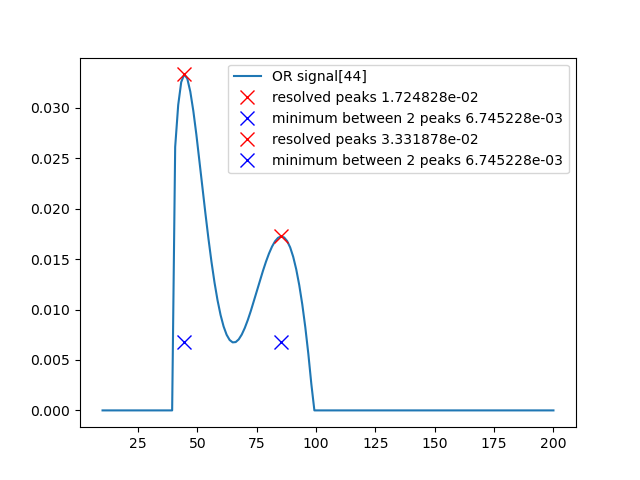 OR signal[44]
resolved peaks 1.724828e-02
minimum between 2 peaks 6.745228e-03
resolved peaks 3.331878e-02
minimum between 2 peaks 6.745228e-03
0.030
0.025
0.020
0.015
0.010
0.005
0.000
25 50 75 100 125 150 175 200